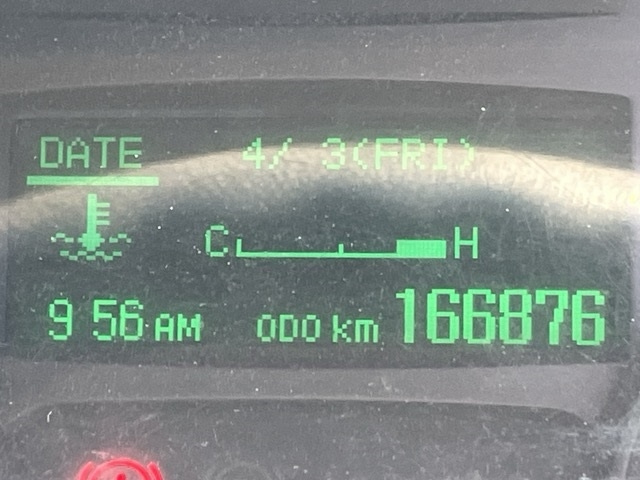 DATE 4/ 3(FRI)
C H
9 56 AM ODO km 166876